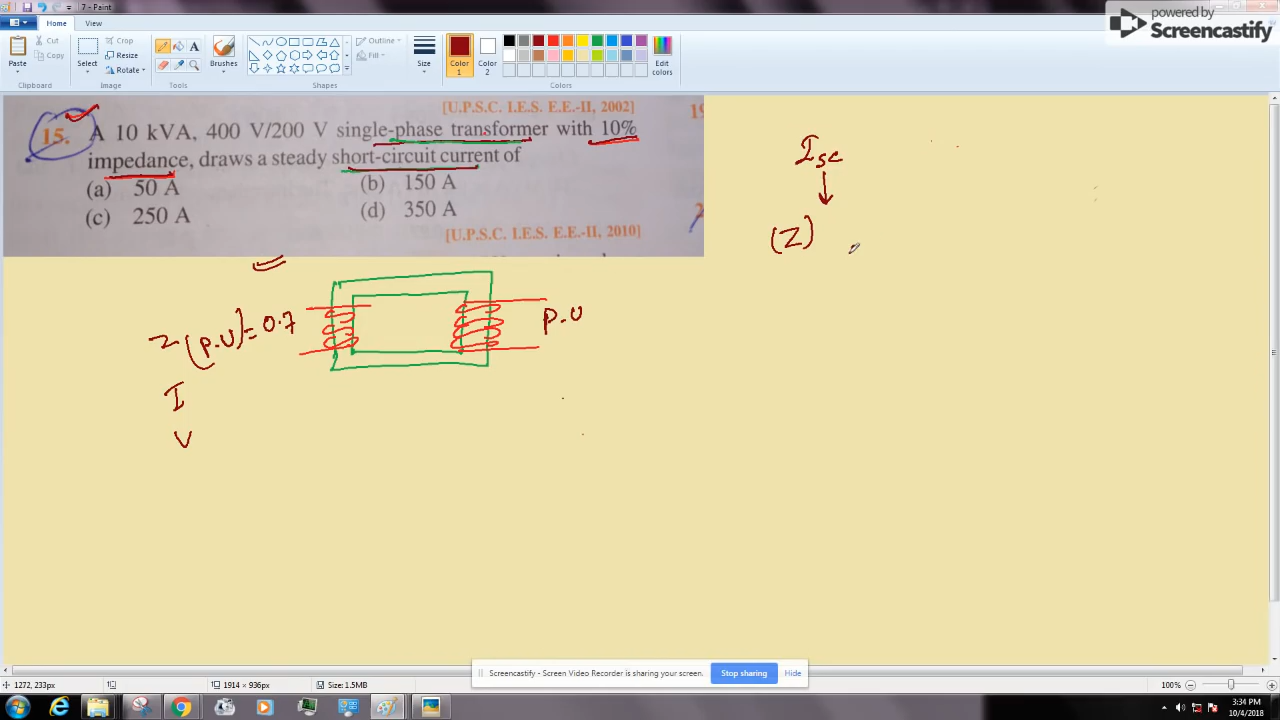 7 - Paint
powered by
Screencastify
Home View
Cut
Copy
Paste
Clipboard
Select
Crop
Resize
Rotate
Image
A
Tools
Brushes
Outline
Fill
Shapes
Size
Color 1
Color 2
Edit colors
Colors
[U.P.S.C. I.E.S. E.E.-II, 2002]
15. A 10 kVA, 400 V/200 V single-phase transformer with 10%
impedance, draws a steady short-circuit current of
(a) 50 A (b) 150 A
(c) 250 A (d) 350 A
[U.P.S.C. I.E.S. E.E.-II, 2010]
Isc
(Z)
Z(P.U)=0.7
P.U
I
V
Screencastify - Screen Video Recorder is sharing your screen. Stop sharing Hide
1272, 233px 1914 × 936px Size: 1.5MB 100%
3:34 PM
10/4/2018